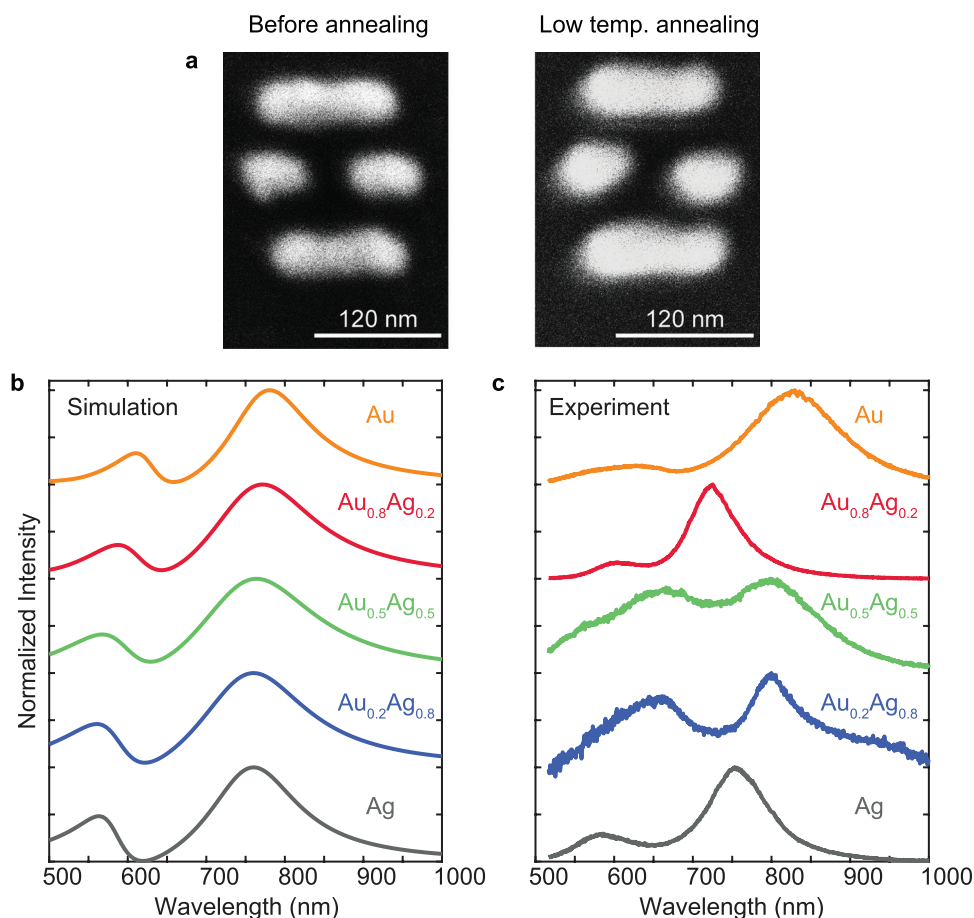 Before annealing
Low temp. annealing
a
120 nm
120 nm
b
Simulation
Au
Au0.8Ag0.2
Au0.5Ag0.5
Au0.2Ag0.8
Ag
Normalized Intensity
500 600 700 800 900 1000
Wavelength (nm)
c
Experiment
Au
Au0.8Ag0.2
Au0.5Ag0.5
Au0.2Ag0.8
Ag
500 600 700 800 900 1000
Wavelength (nm)